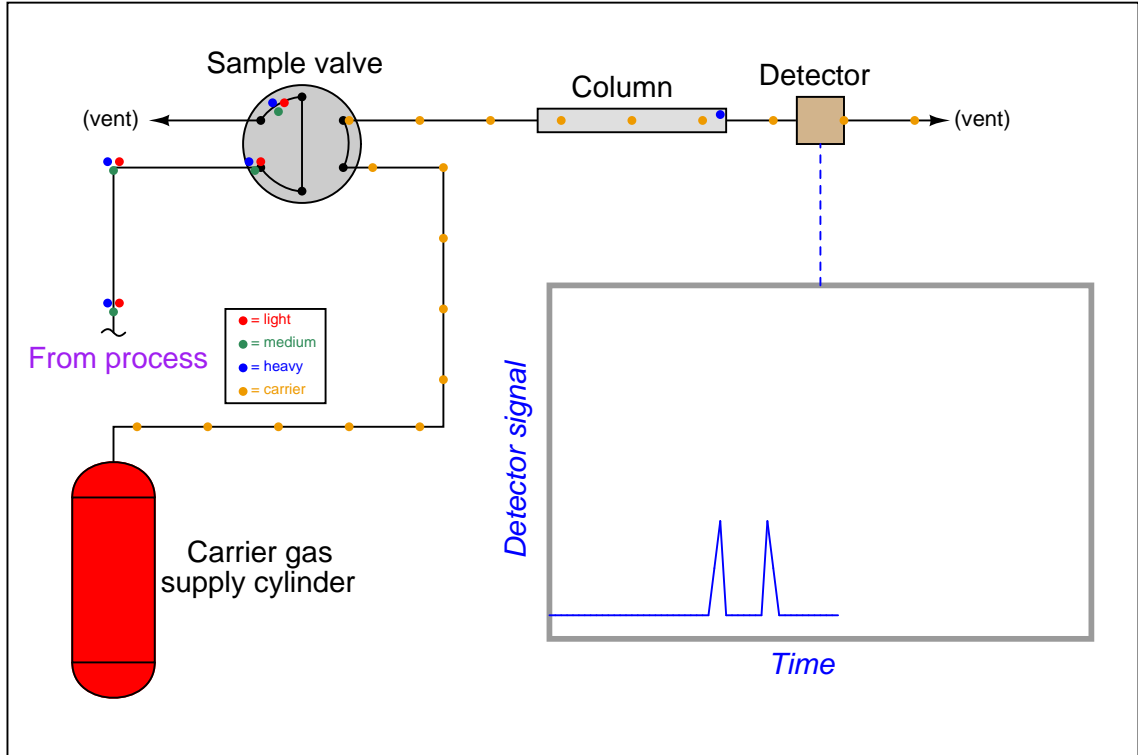 Sample valve
Column
Detector
(vent)
(vent)
= light
= medium
= heavy
= carrier
From process
Carrier gas
supply cylinder
Detector signal
Time